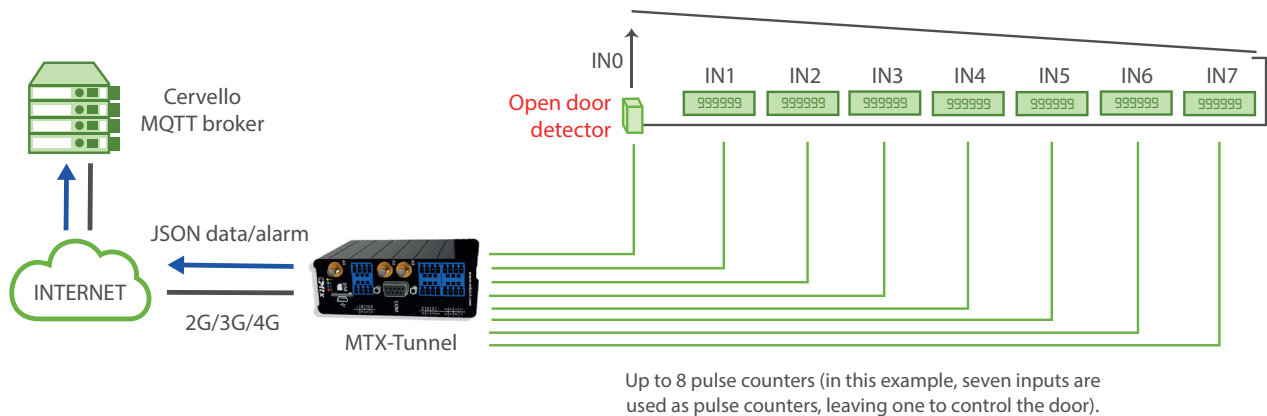 Cervello
MQTT broker
IN0
Open door
detector
IN1 IN2 IN3 IN4 IN5 IN6 IN7
999999 999999 999999 999999 999999 999999 999999
JSON data/alarm
INTERNET
2G/3G/4G
MTX-Tunnel
COM
Up to 8 pulse counters (in this example, seven inputs are
used as pulse counters, leaving one to control the door).